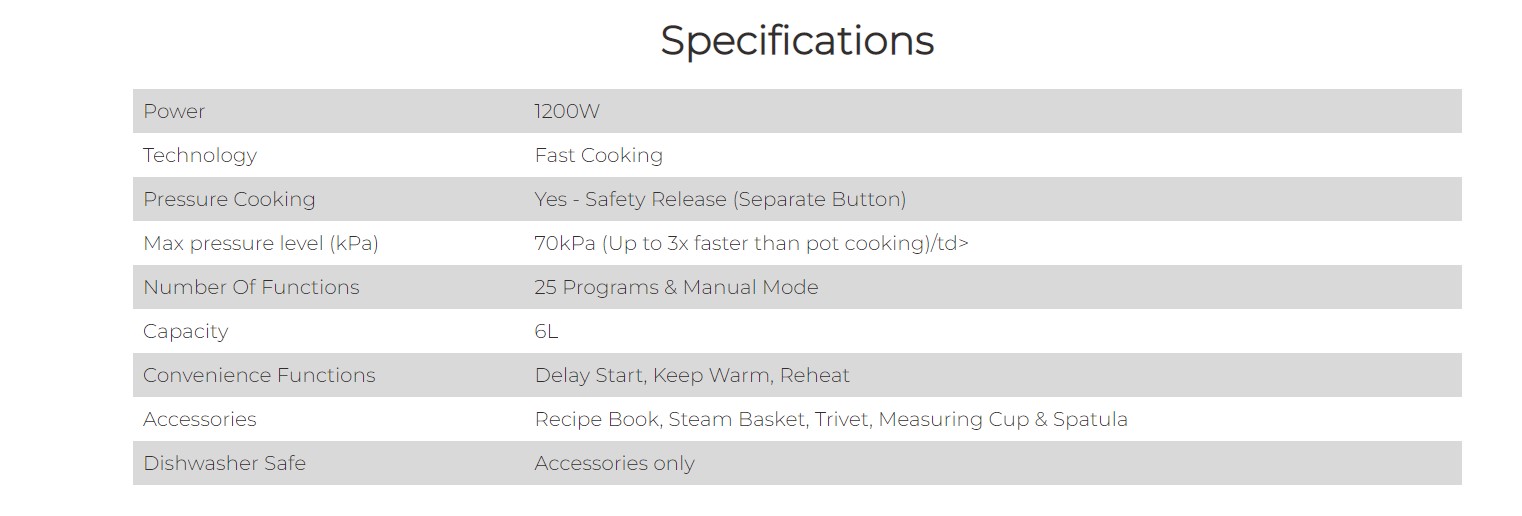 Specifications
Power 1200W
Technology Fast Cooking
Pressure Cooking Yes - Safety Release (Separate Button)
Max pressure level (kPa) 70kPa (Up to 3x faster than pot cooking)/td>
Number Of Functions 25 Programs & Manual Mode
Capacity 6L
Convenience Functions Delay Start, Keep Warm, Reheat
Accessories Recipe Book, Steam Basket, Trivet, Measuring Cup & Spatula
Dishwasher Safe Accessories only